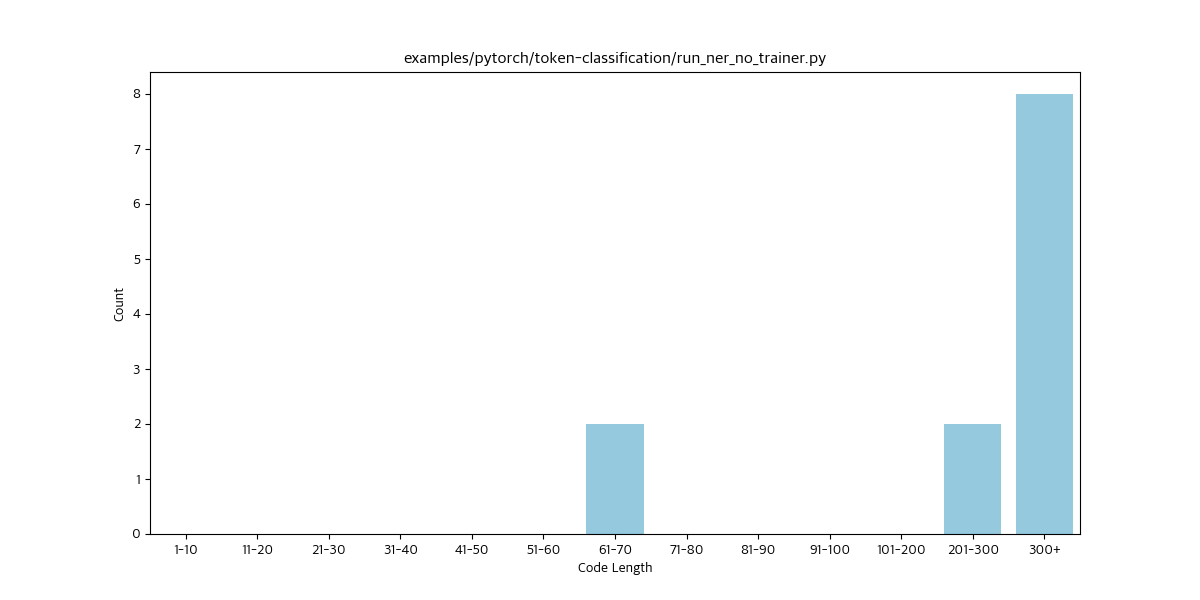 examples/pytorch/token-classification/run_ner_no_trainer.py
8
7
6
5
4
3
2
1
0
Count
1-10 11-20 21-30 31-40 41-50 51-60 61-70 71-80 81-90 91-100 101-200 201-300 300+
Code Length